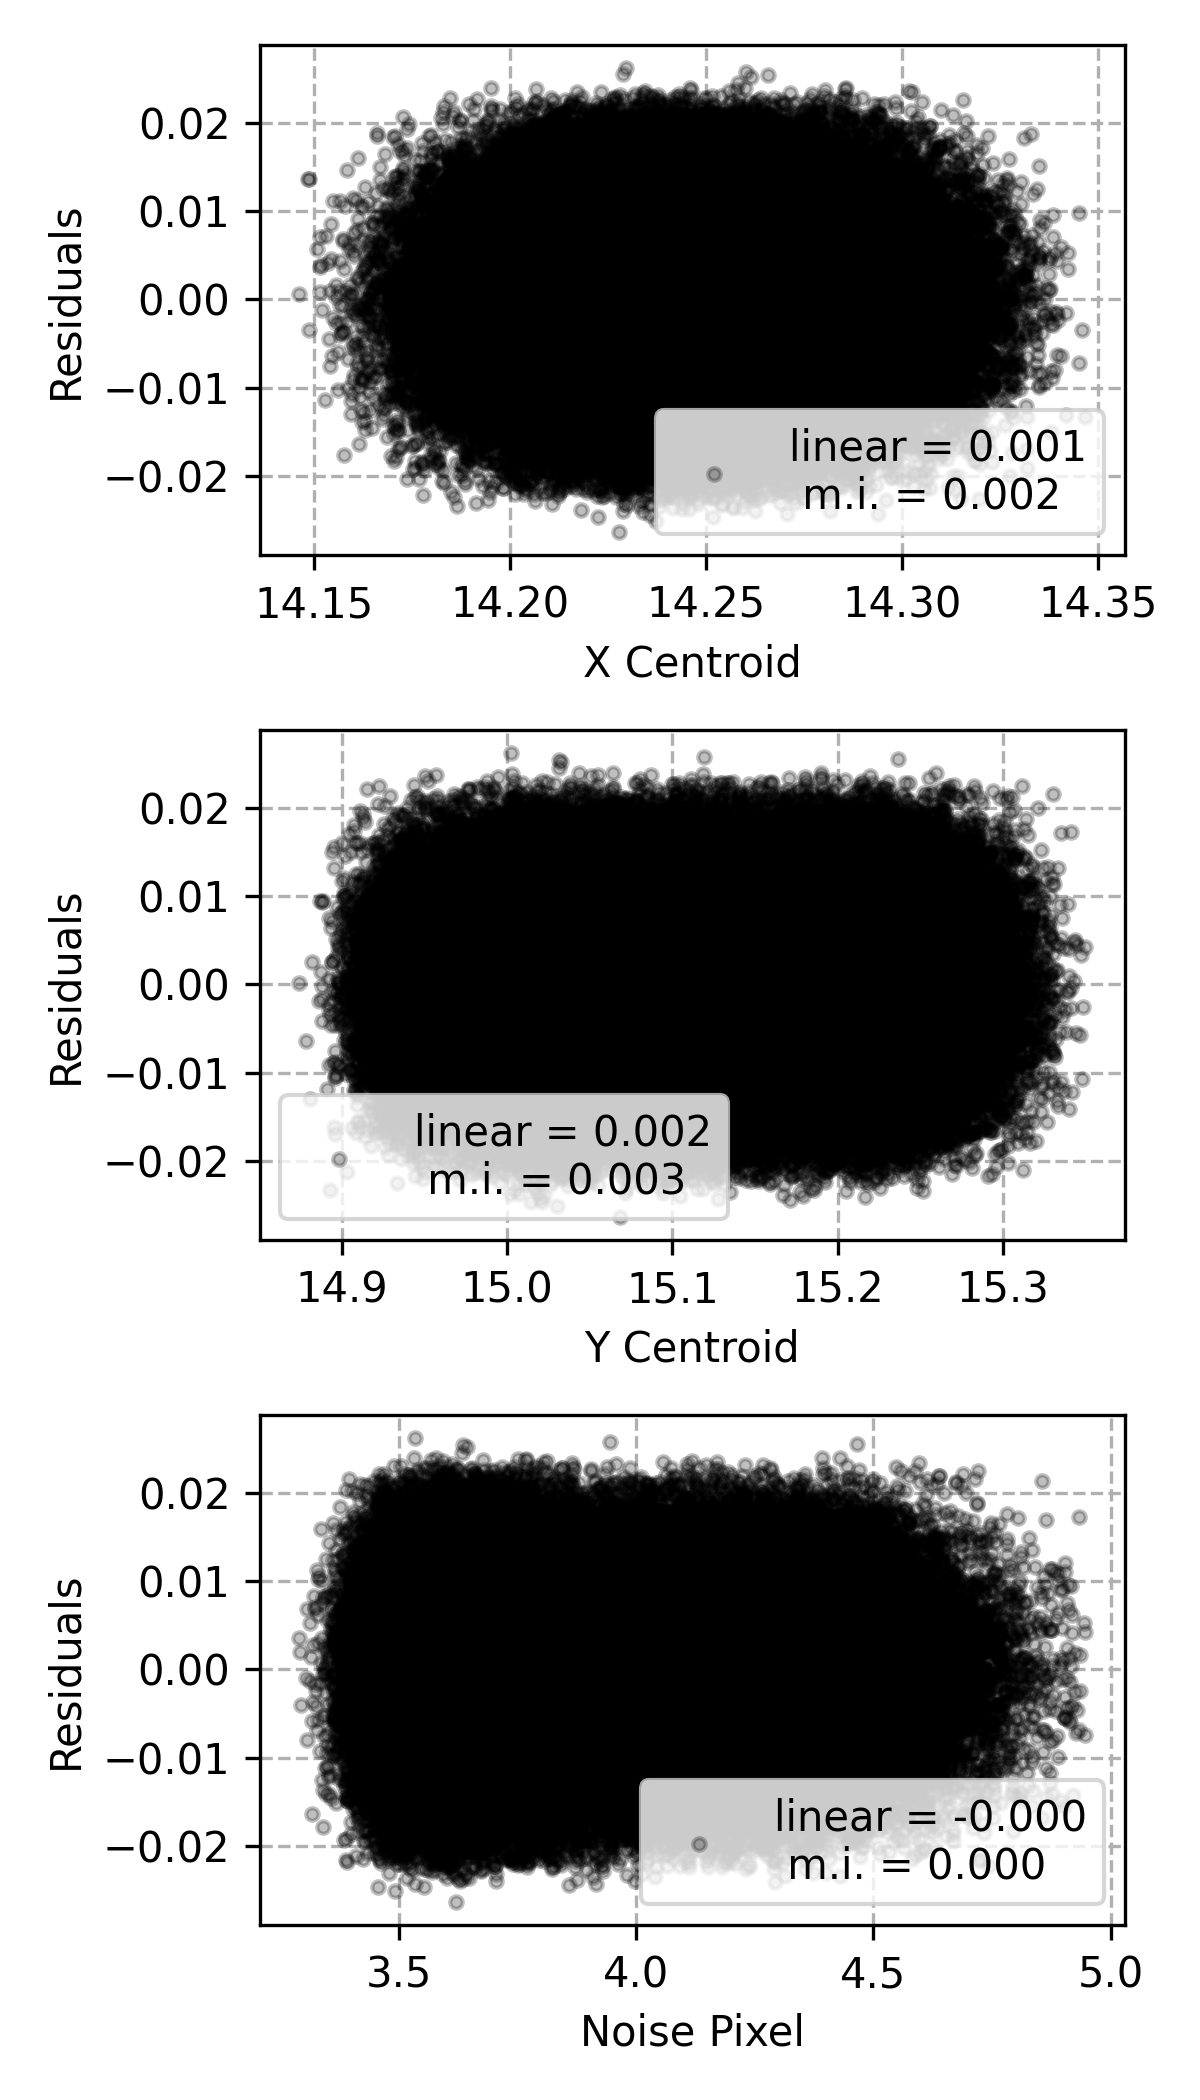 0.02
0.01
0.00
−0.01
−0.02
Residuals
linear = 0.001
m.i. = 0.002
14.15 14.20 14.25 14.30 14.35
X Centroid
0.02
0.01
0.00
−0.01
−0.02
Residuals
linear = 0.002
m.i. = 0.003
14.9 15.0 15.1 15.2 15.3
Y Centroid
0.02
0.01
0.00
−0.01
−0.02
Residuals
linear = -0.000
m.i. = 0.000
3.5 4.0 4.5 5.0
Noise Pixel